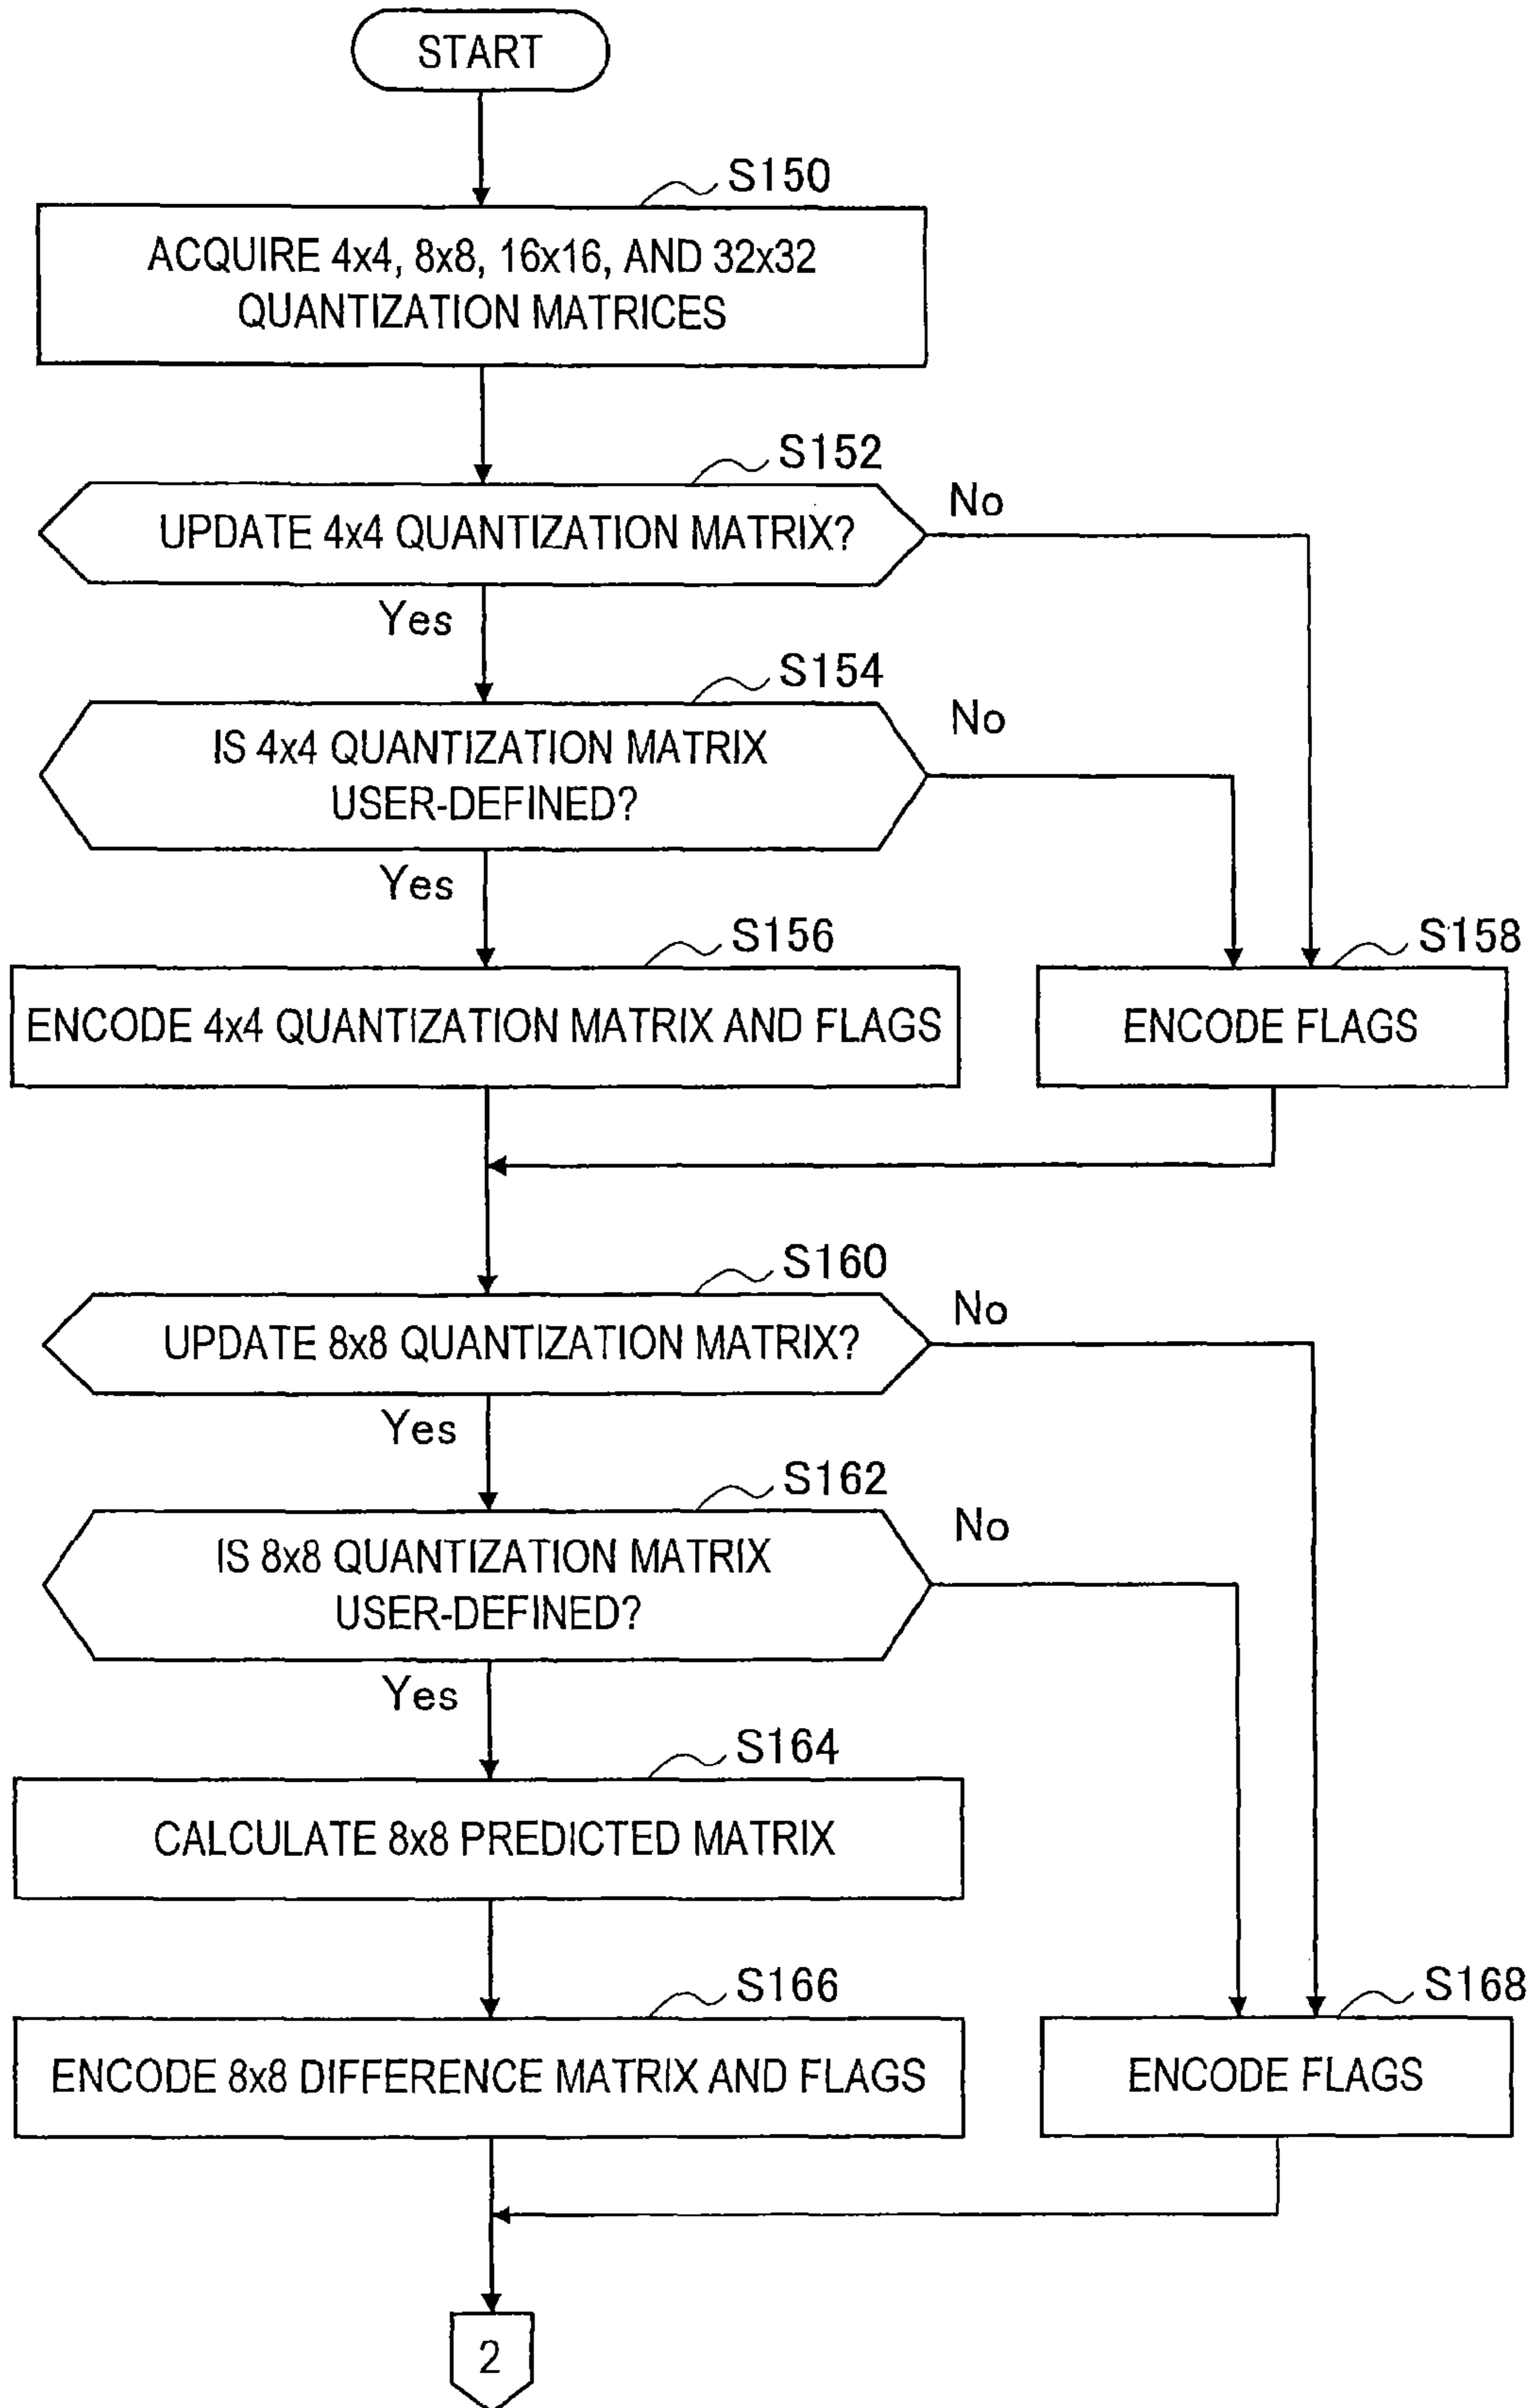 START
S150
ACQUIRE 4x4, 8x8, 16x16, AND 32x32
QUANTIZATION MATRICES
S152
UPDATE 4x4 QUANTIZATION MATRIX?
No
Yes
S154
IS 4x4 QUANTIZATION MATRIX
USER-DEFINED?
No
Yes
S156
ENCODE 4x4 QUANTIZATION MATRIX AND FLAGS
S158
ENCODE FLAGS
S160
UPDATE 8x8 QUANTIZATION MATRIX?
No
Yes
S162
IS 8x8 QUANTIZATION MATRIX
USER-DEFINED?
No
Yes
S164
CALCULATE 8x8 PREDICTED MATRIX
S166
ENCODE 8x8 DIFFERENCE MATRIX AND FLAGS
S168
ENCODE FLAGS
2